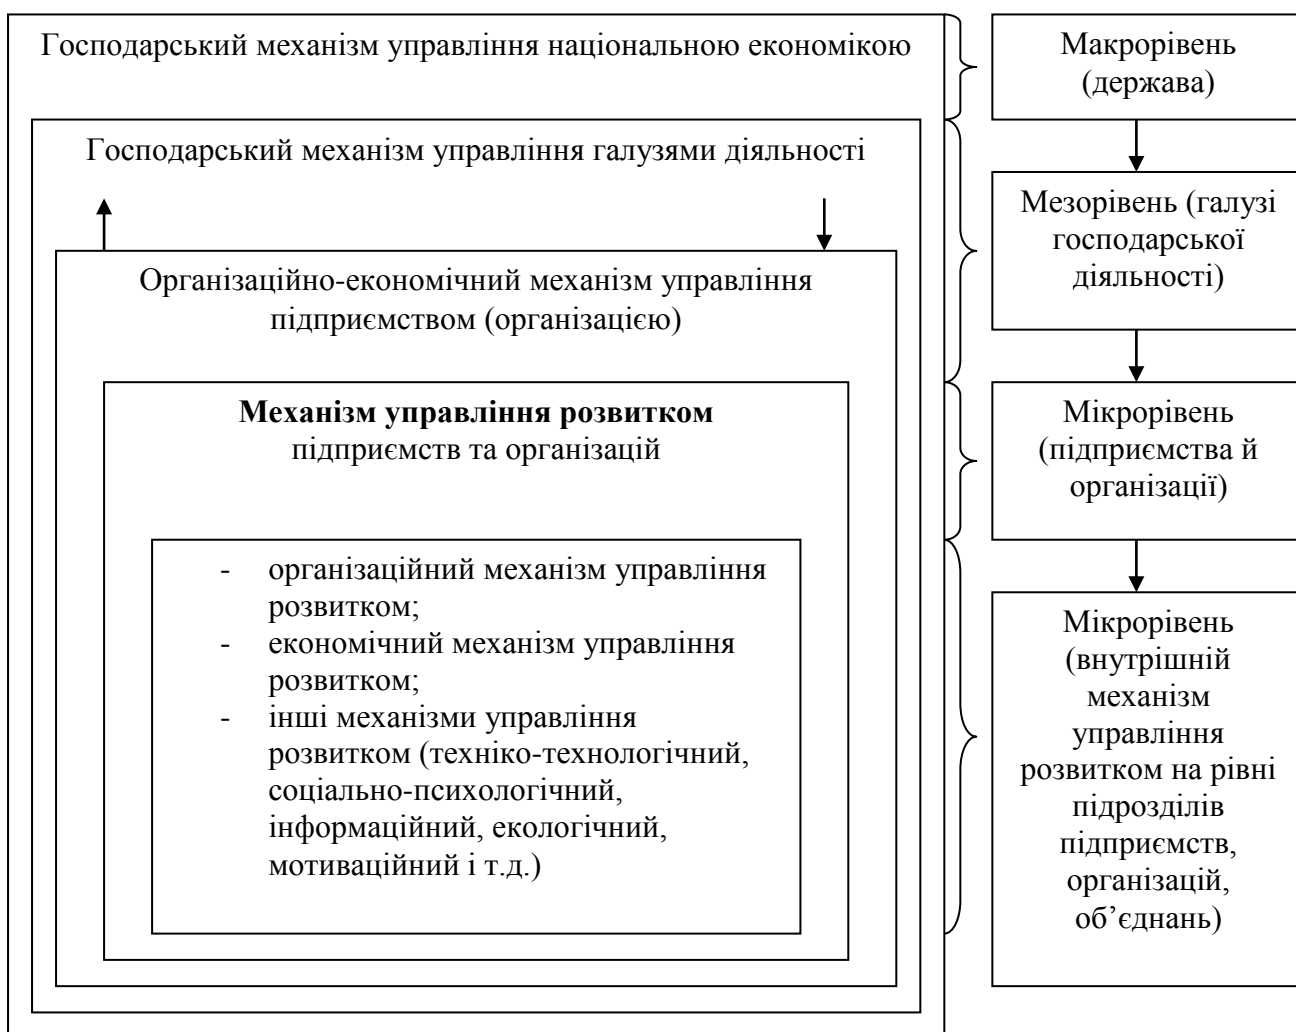 Господарський механізм управління національною економікою
Господарський механізм управління галузями діяльності
Організаційно-економічний механізм управління
підприємством (організацією)
Механізм управління розвитком
підприємств та організацій
- організаційний механізм управління
розвитком;
- економічний механізм управління
розвитком;
- інші механізми управління
розвитком (техніко-технологічний,
соціально-психологічний,
інформаційний, екологічний,
мотиваційний і т.д.)
Макрорівень
(держава)
Мезорівень (галузі
господарської
діяльності)
Мікрорівень
(підприємства й
організації)
Мікрорівень
(внутрішній
механізм
управління
розвитком на рівні
підрозділів
підприємств,
організацій,
об’єднань)